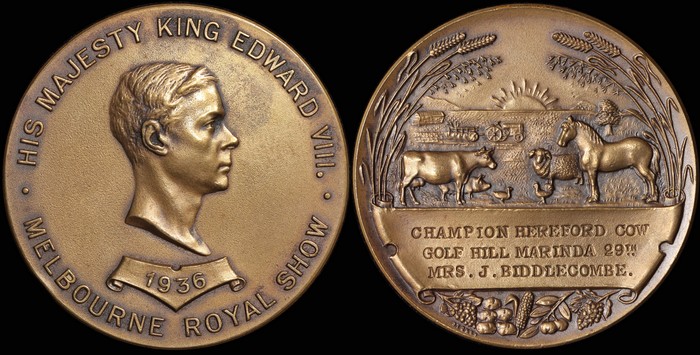 · HIS MAJESTY KING EDWARD VIII. ·
1936
MELBOURNE ROYAL SHOW
CHAMPION HEREFORD COW
GOLF HILL MARINDA 29TH
MRS. J. BIDDLECOMBE.